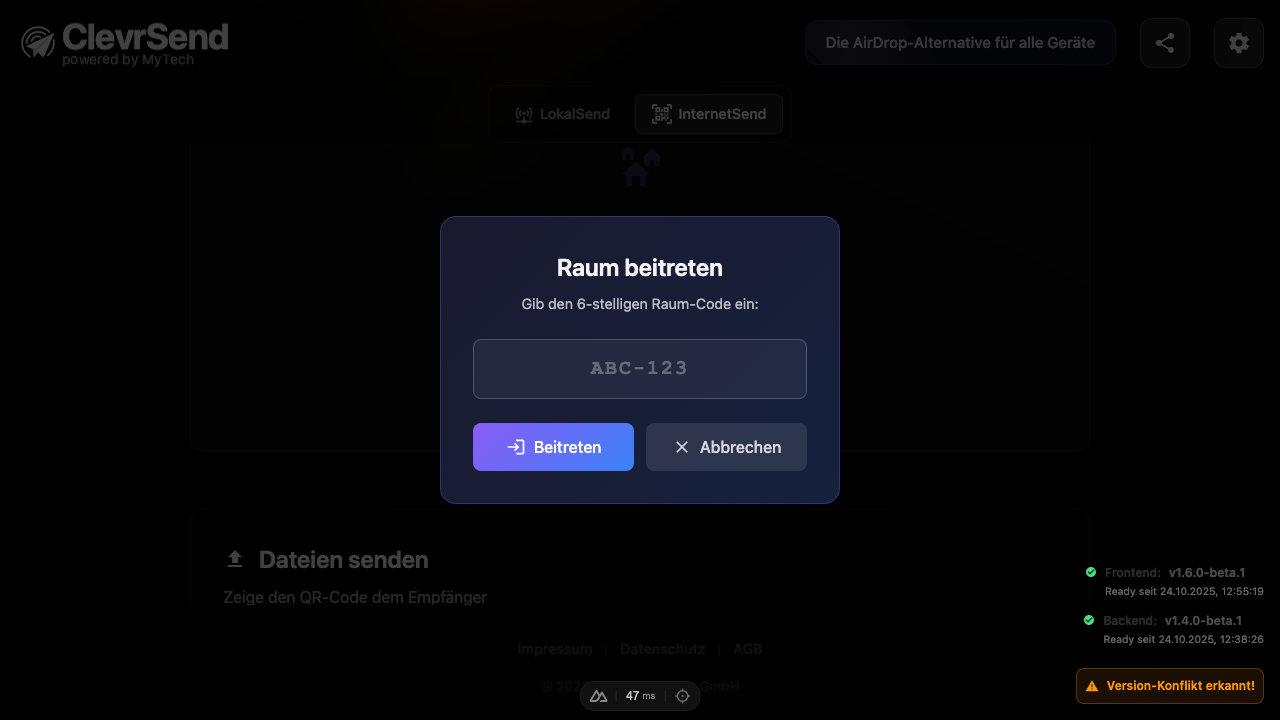 ClevrSend
powered by MyTech
Die AirDrop-Alternative für alle Geräte
LokalSend
InternetSend
Raum beitreten
Gib den 6-stelligen Raum-Code ein:
ABC-123
Beitreten
Abbrechen
Dateien senden
Zeige den QR-Code dem Empfänger
Frontend: v1.6.0-beta.1
Ready seit 24.10.2025, 12:55:19
Backend: v1.4.0-beta.1
Ready seit 24.10.2025, 12:38:26
Impressum | Datenschutz | AGB
© GmbH
47 ms
Version-Konflikt erkannt!